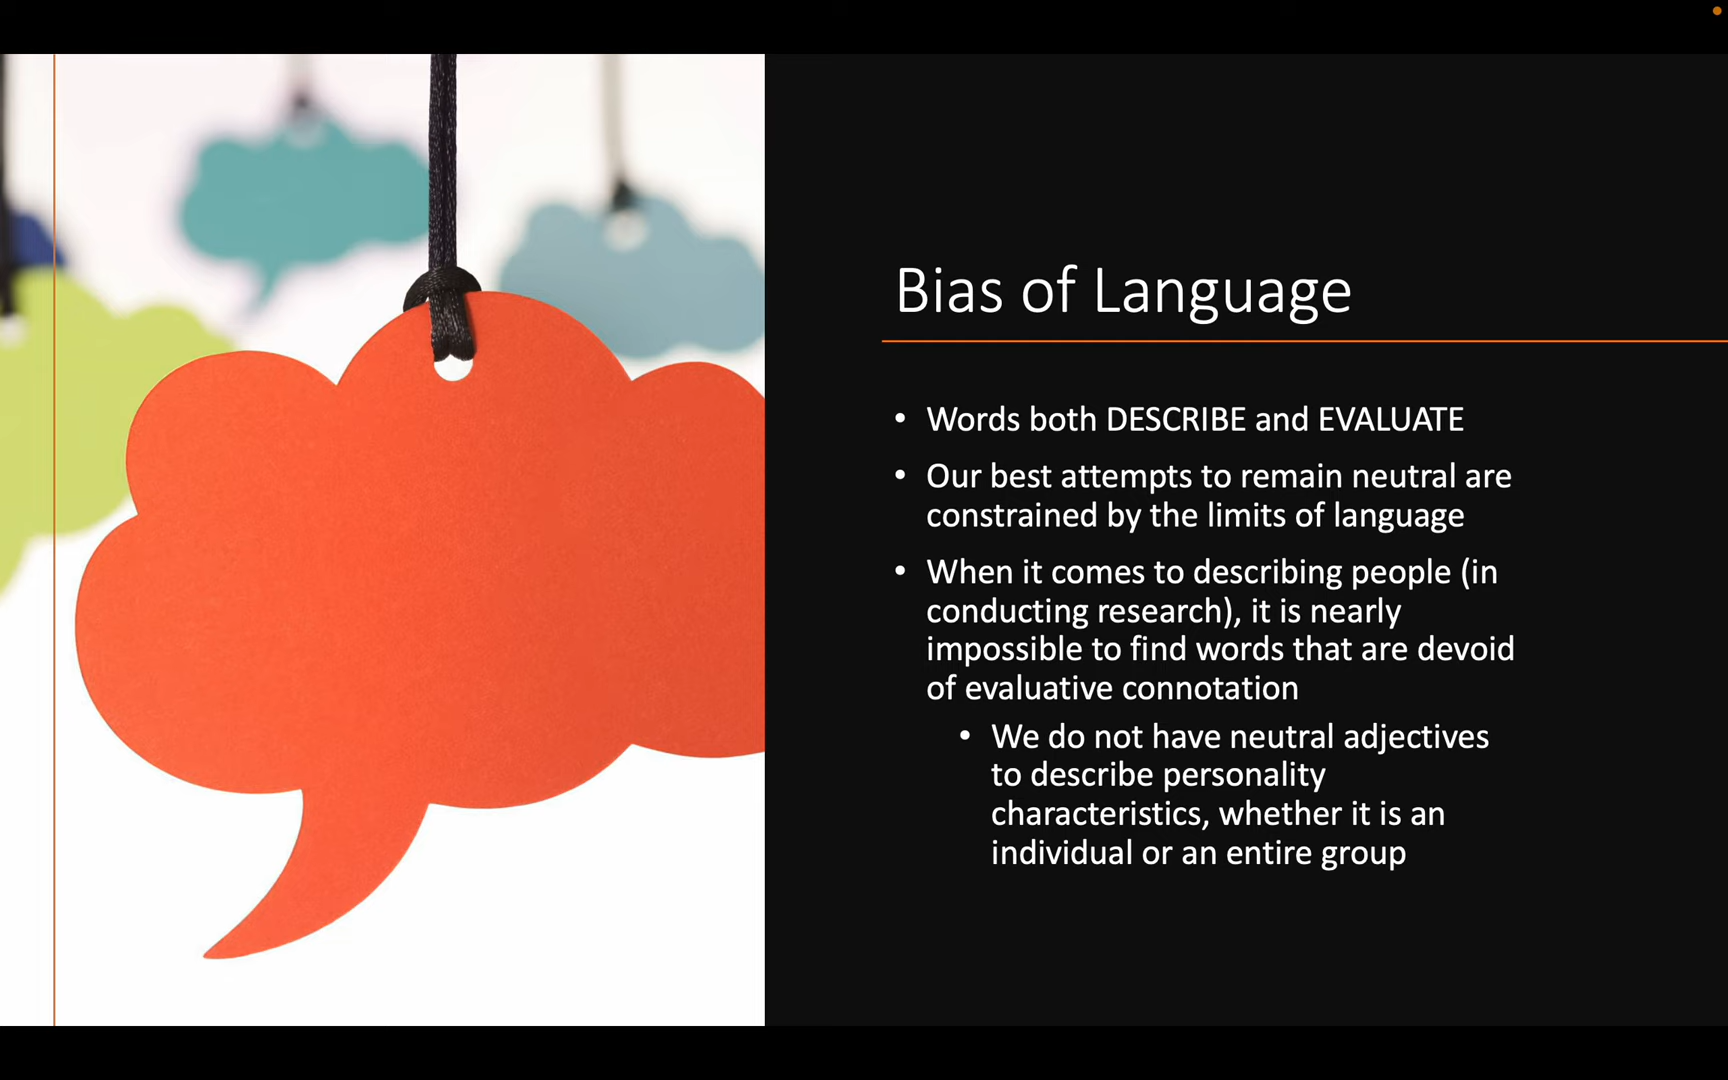 Bias of Language
• Words both DESCRIBE and EVALUATE
• Our best attempts to remain neutral are
constrained by the limits of language
• When it comes to describing people (in
conducting research), it is nearly
impossible to find words that are devoid
of evaluative connotation
• We do not have neutral adjectives
to describe personality
characteristics, whether it is an
individual or an entire group